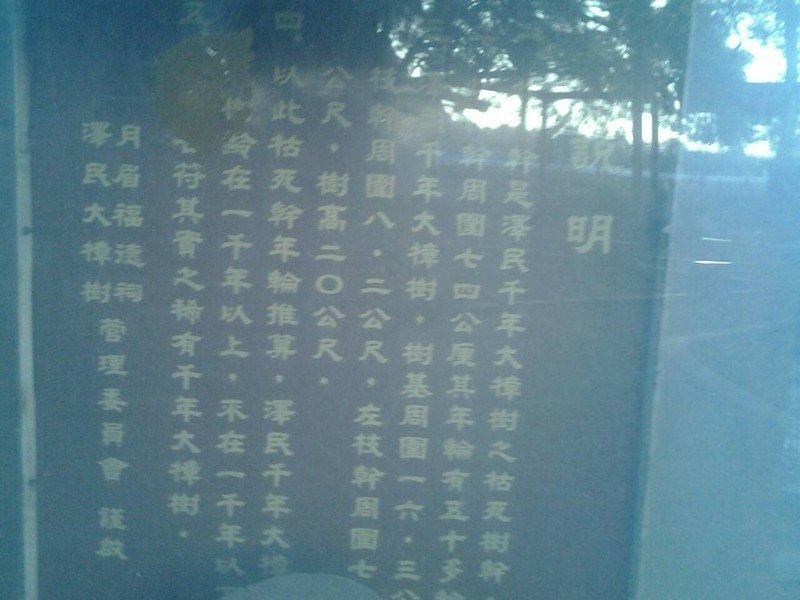 說明
幹是澤民千年大樟樹之枯死樹幹,
幹周圍七四公厘其年輪有五十多輪
千年大樟樹,樹基周圍一六.三公
枝幹周圍八.二公尺,左枝幹周圍七
公尺,樹高二〇公尺.
四.以此枯死幹年輪推算,澤民千年大樟
樹齡在一千年以上,不在一千年以
符其實之稀有千年大樟樹.
月眉福德祠
澤民大樟樹
管理委員會 謹啟